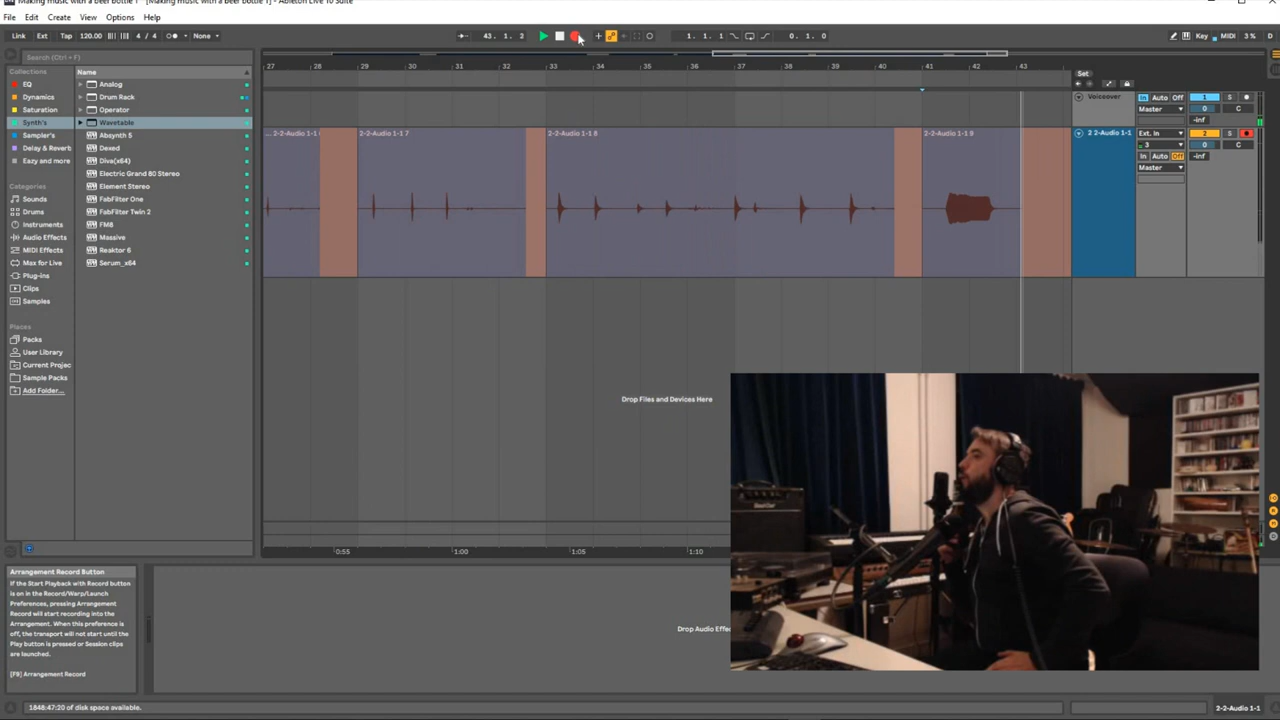 Making music with a beer bottle 1 [Making music with a beer bottle 1] - Ableton Live 10 Suite
File Edit Create View Options Help
Link Ext Tap 120.00 4 / 4 None 43. 1. 3 1. 1. 1 0. 1. 0 Key MIDI 3 % D
Search (Ctrl + F)
Collections
EQ
Dynamics
Saturation
Synth's
Sampler's
Delay & Reverb
Eazy and more
Categories
Sounds
Drums
Instruments
Audio Effects
MIDI Effects
Max for Live
Plug-ins
Clips
Samples
Places
Packs
User Library
Current Projec
Sample Packs
Add Folder...
Name
Analog
Drum Rack
Operator
Wavetable
Absynth 5
Dexed
Diva(x64)
Electric Grand 80 Stereo
Element Stereo
FabFilter One
FabFilter Twin 2
FM8
Massive
Reaktor 6
Serum_x64
27 28 29 30 31 32 33 34 35 36 37 38 39 40 41 42 43
Set
Voiceover
In Auto Off 1 S
Master 0 C
-inf
... 2-2-Audio 1-1 2-2-Audio 1-1 7 2-2-Audio 1-1 8 2-2-Audio 1-1 9
2 2-Audio 1-1 Ext. In 2 S
3 0 C
In Auto Off -inf
Master
Drop Files and Devices Here
0:55 1:00 1:05 1:10
Arrangement Record Button
If the Start Playback with Record button
is on in the Record/Warp/Launch
Preferences, pressing Arrangement
Record will start recording into the
Arrangement. When this preference is
off, the transport will not start until the
Play button is pressed or Session clips
are launched.
[F9] Arrangement Record
Drop Audio Effe
1848:47:20 of disk space available.
2-2-Audio 1-1